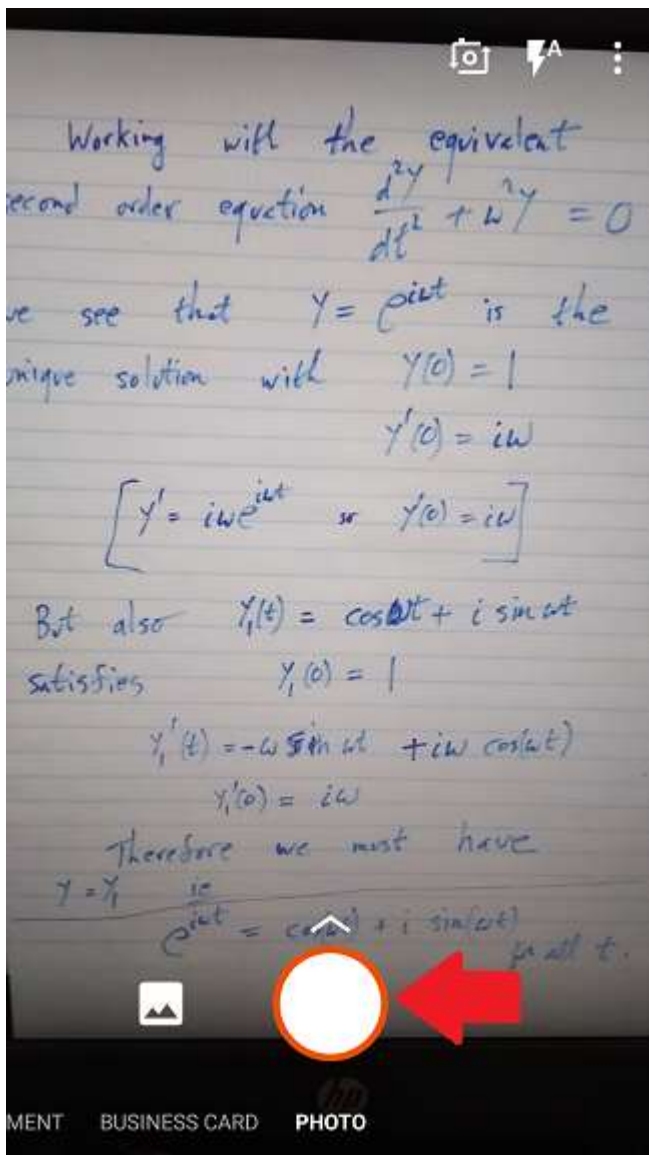 A
Working with the equivalent
econd order equation d²y/dt² + ω²y = 0
ve see that y = e^{iωt} is the
nique solution with y(0) = 1
y'(0) = iω
[y' = iωe^{iωt} so y'(0) = iω]
But also y₁(t) = cos ωt + i sin ωt
satisfies y₁(0) = 1
y₁'(t) = -ω sin ωt + iω cos(ωt)
y₁'(0) = iω
Therefore we must have
y = y₁ ie
e^{iωt} = cos(ωt) + i sin(ωt)
for all t.
hp
MENT BUSINESS CARD PHOTO